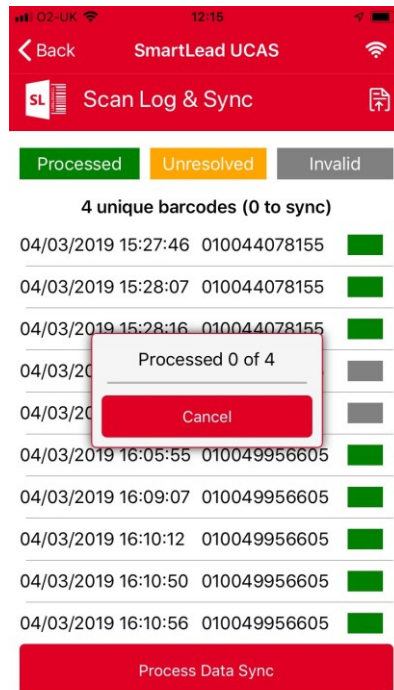 O2-UK 12:15
Back SmartLead UCAS
SL Scan Log & Sync
Processed Unresolved Invalid
4 unique barcodes (0 to sync)
04/03/2019 15:27:46 010044078155
04/03/2019 15:28:07 010044078155
04/03/2019 15:28:16 010044078155
04/03/20
Processed 0 of 4
04/03/20
Cancel
04/03/2019 16:05:55 010049956605
04/03/2019 16:09:07 010049956605
04/03/2019 16:10:12 010049956605
04/03/2019 16:10:50 010049956605
04/03/2019 16:10:56 010049956605
Process Data Sync